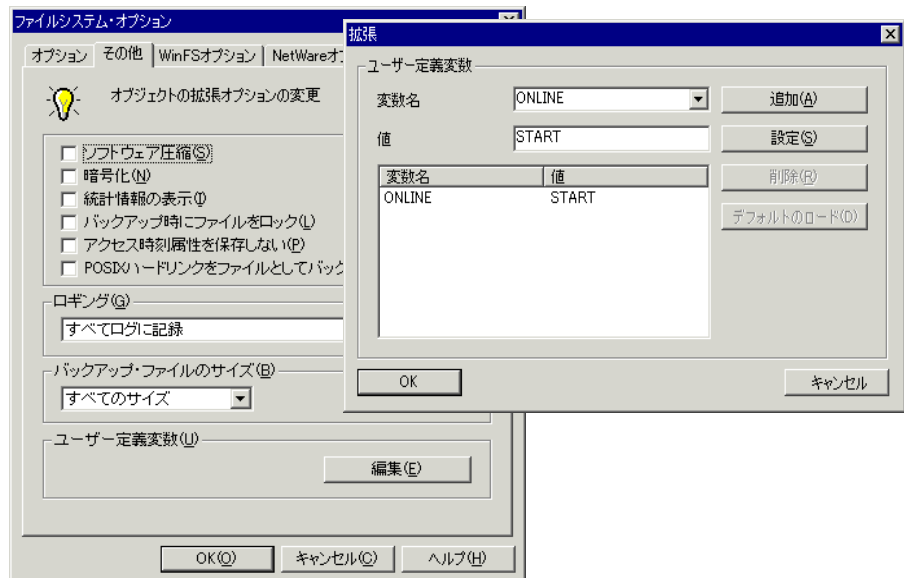 ファイルシステム・オプション
オプション
その他
WinFSオプション
NetWareオ
オブジェクトの拡張オプションの変更
ソフトウェア圧縮(S)
暗号化(N)
統計情報の表示(I)
バックアップ時にファイルをロック(L)
アクセス時刻属性を保存しない(P)
POSIXハードリンクをファイルとしてバック
ロギング(G)
すべてログに記録
バックアップ・ファイルのサイズ(B)
すべてのサイズ
ユーザー定義変数(U)
編集(E)
OK(O)
キャンセル(C)
ヘルプ(H)
拡張
ユーザー定義変数
変数名
ONLINE
追加(A)
値
START
設定(S)
変数名
値
削除(R)
ONLINE
START
デフォルトのロード(D)
OK
キャンセル